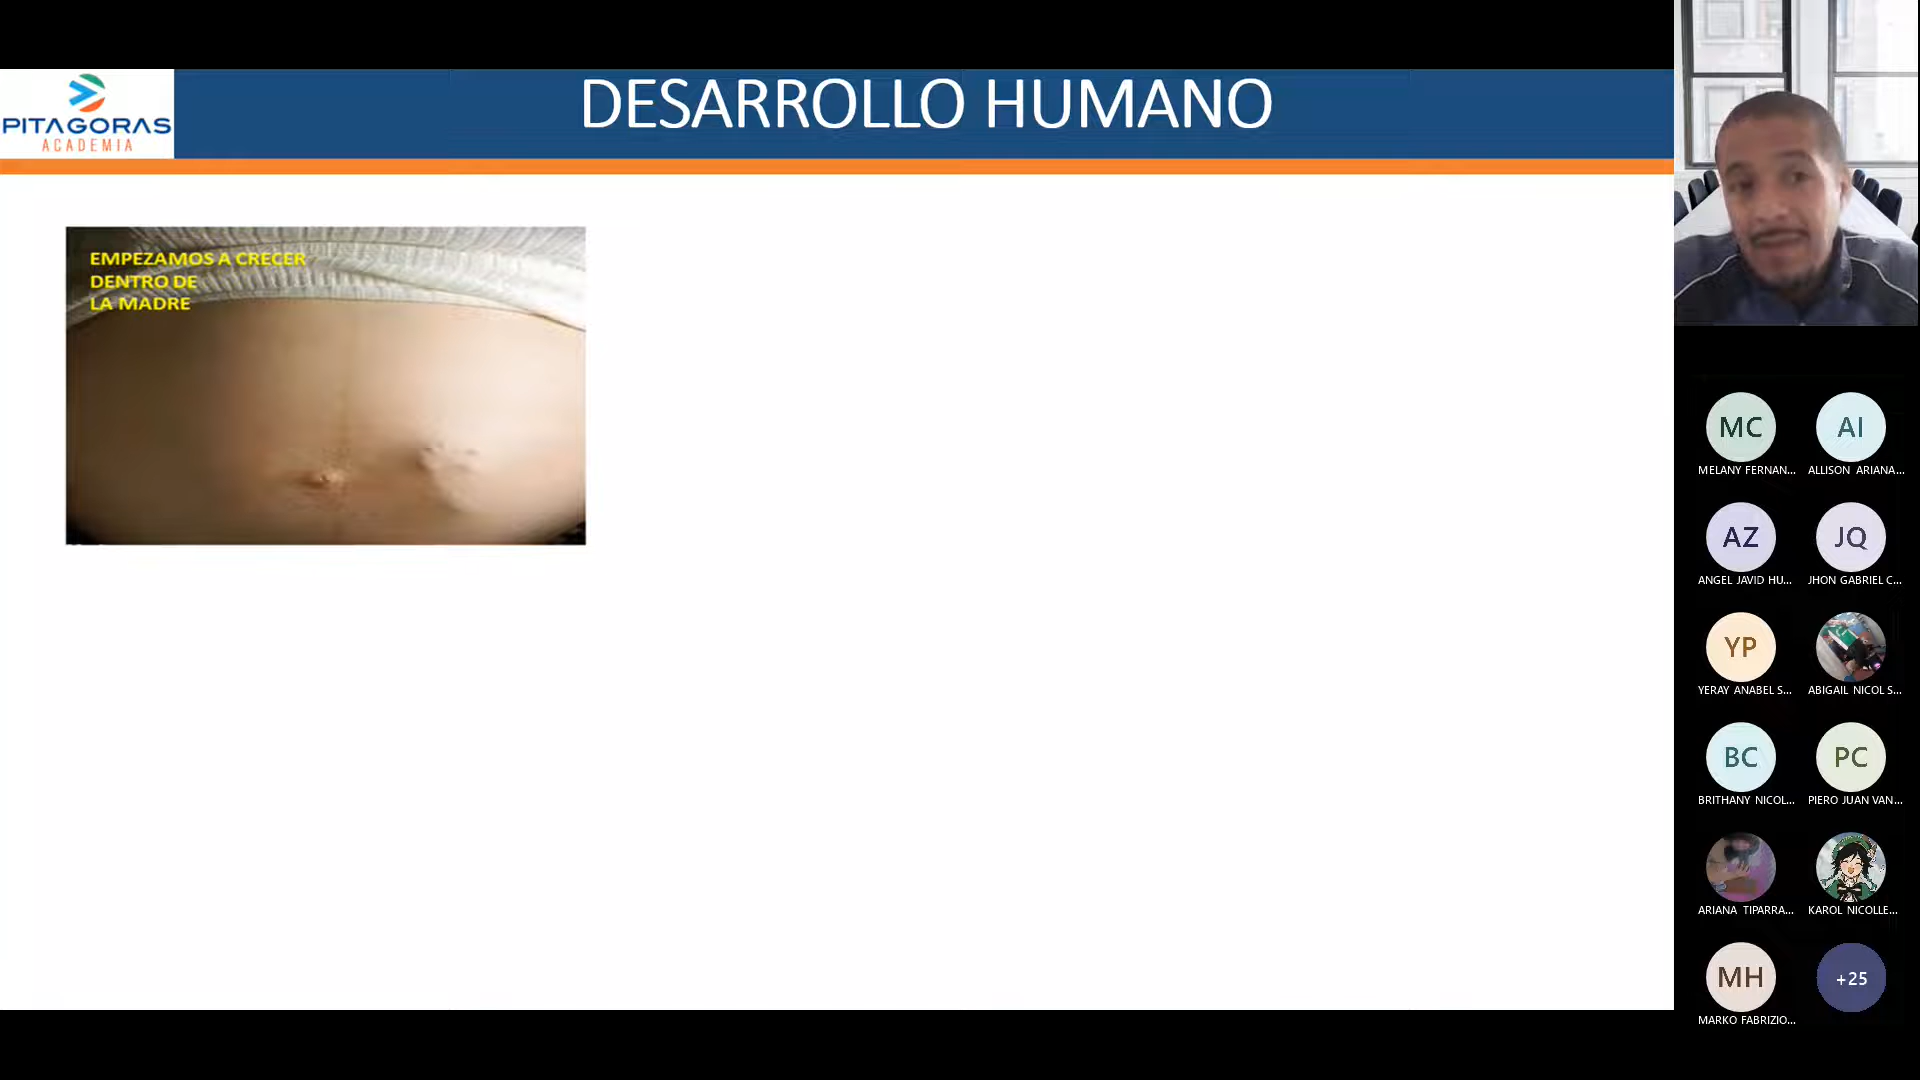 PITAGORAS
ACADEMIA
DESARROLLO HUMANO
EMPEZAMOS A CRECER
DENTRO DE
LA MADRE
MC
AI
MELANY FERNAN...
ALLISON ARIANA...
AZ
JQ
ANGEL JAVID HU...
JHON GABRIEL C...
YP
YERAY ANABEL S...
ABIGAIL NICOL S...
BC
PC
BRITHANY NICOL...
PIERO JUAN VAN...
ARIANA TIPARRA...
KAROL NICOLLE...
MH
+25
MARKO FABRIZIO...